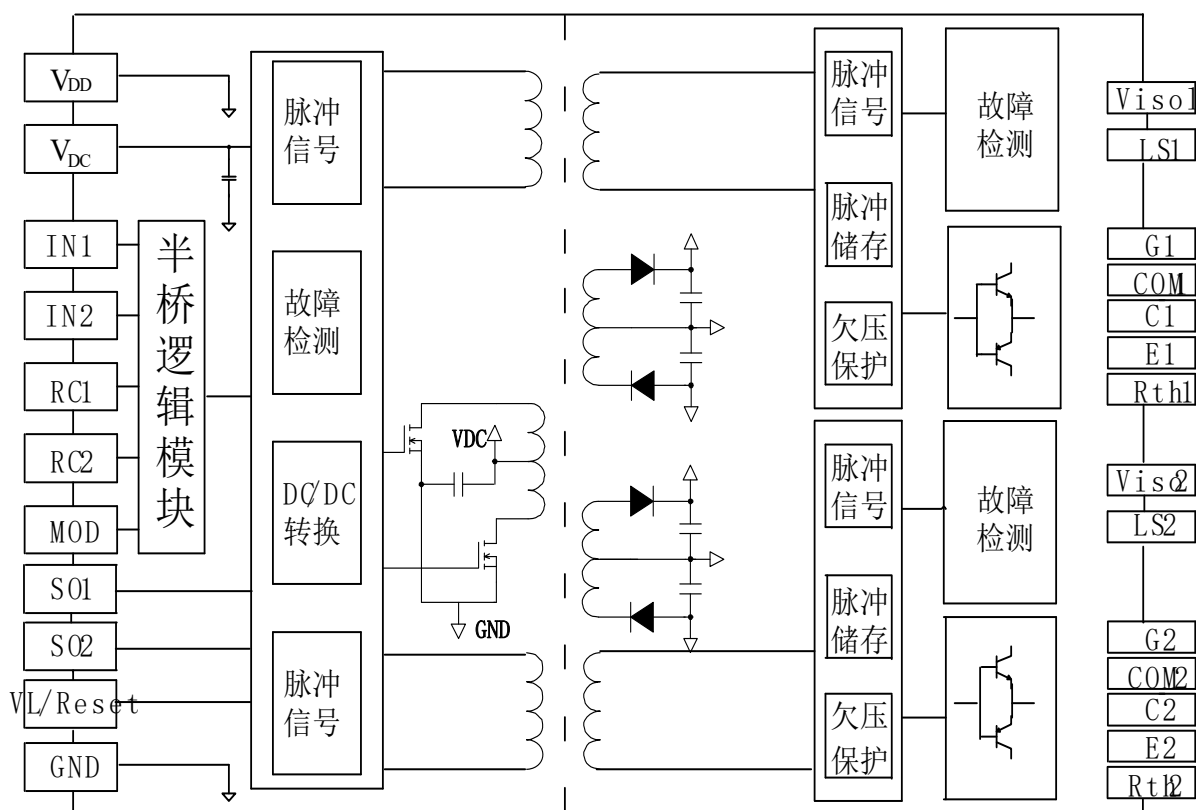 VDD
VDC
IN1
IN2
RC1
RC2
MOD
SO1
SO2
VL/Reset
GND
半桥逻辑模块
脉冲
信号
故障
检测
DC/DC
转换
脉冲
信号
VDC
GND
脉冲
信号
脉冲
储存
欠压
保护
故障
检测
脉冲
信号
脉冲
储存
欠压
保护
故障
检测
Viso1
LS1
G1
COM1
C1
E1
Rth1
Viso2
LS2
G2
COM2
C2
E2
Rth2